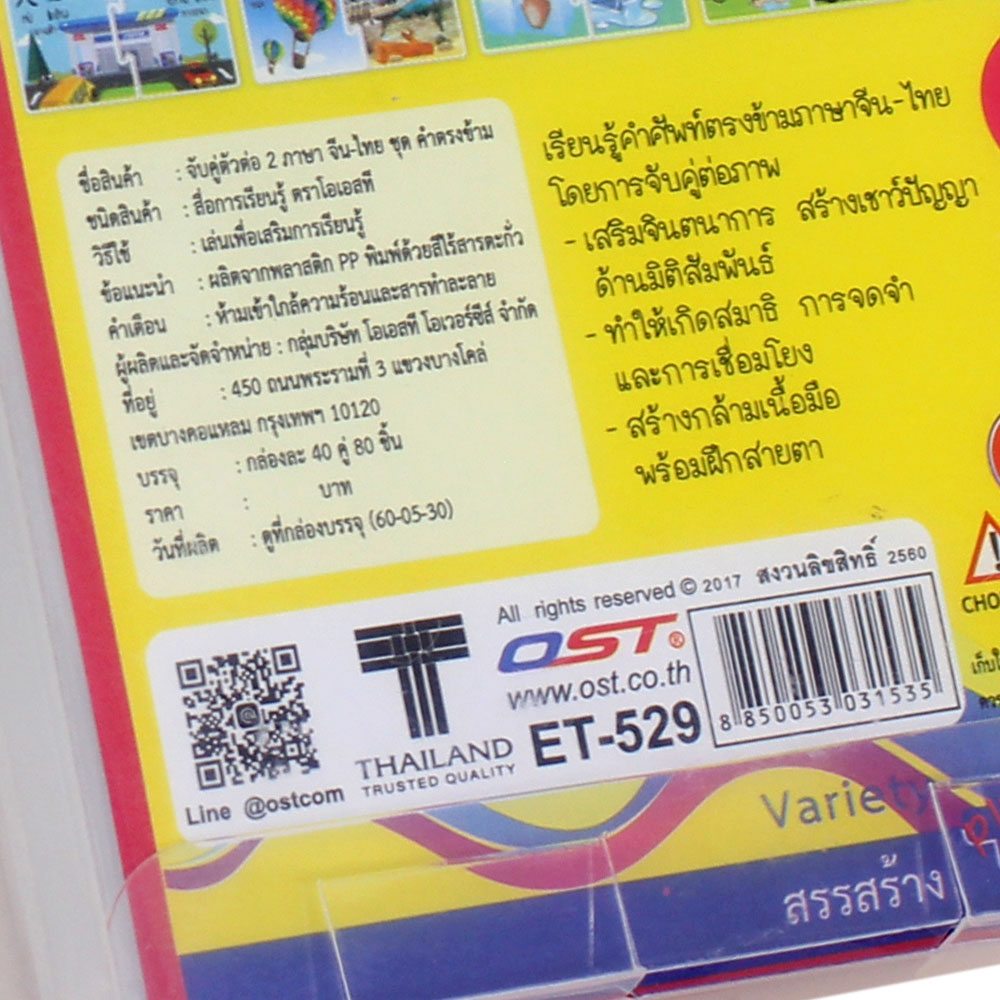 ชื่อสินค้า : จับคู่ตัวต่อ 2 ภาษา จีน-ไทย ชุด คำตรงข้าม
ชนิดสินค้า : สื่อการเรียนรู้ ตราโอเอสที
วิธีใช้ : เล่นเพื่อเสริมการเรียนรู้
ข้อแนะนำ : ผลิตจากพลาสติก PP พิมพ์ด้วยสีไร้สารตะกั่ว
คำเตือน : ห้ามเข้าใกล้ความร้อนและสารทำละลาย
ผู้ผลิตและจัดจำหน่าย : กลุ่มบริษัท โอเอสที โอเวอร์ซีส์ จำกัด
ที่อยู่ : 450 ถนนพระรามที่ 3 แขวงบางโคล่
เขตบางคอแหลม กรุงเทพฯ 10120
บรรจุ : กล่องละ 40 คู่ 80 ชิ้น
ราคา : บาท
วันที่ผลิต : ดูที่กล่องบรรจุ (60-05-30)
เรียนรู้คำศัพท์ตรงข้ามภาษาจีน-ไทย
โดยการจับคู่ต่อภาพ
- เสริมจินตนาการ สร้างเชาว์ปัญญา
ด้านมิติสัมพันธ์
- ทำให้เกิดสมาธิ การจดจำ
และการเชื่อมโยง
- สร้างกล้ามเนื้อมือ
พร้อมฝึกสายตา
All rights reserved © 2017 สงวนลิขสิทธิ์ 2560
OST ®
www.ost.co.th
ET-529
THAILAND
TRUSTED QUALITY
Line @ostcom
8 850053 031535
CHO
เก็บใ
Variety
สรรสร้าง